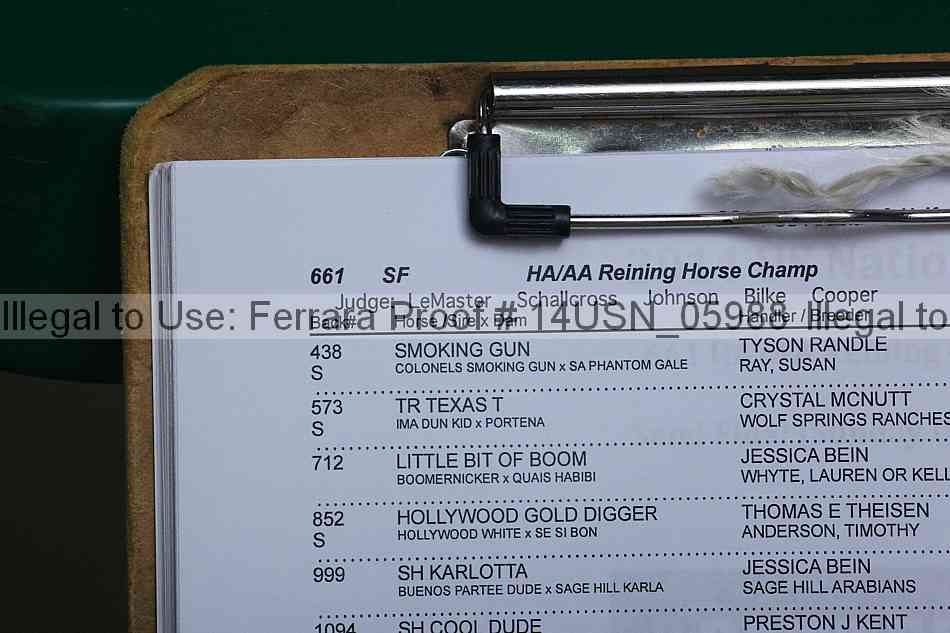 661 SF HA/AA Reining Horse Champ
Judge: LeMaster Schallcross Johnson Bilke Cooper
Illegal to Use: Ferrara Proof # 14USN_05988 Illegal to
Back# Horse /Sire x Dam Handler / Breeder
438 SMOKING GUN TYSON RANDLE
S COLONELS SMOKING GUN x SA PHANTOM GALE RAY, SUSAN
573 TR TEXAS T CRYSTAL MCNUTT
S IMA DUN KID x PORTENA WOLF SPRINGS RANCHES
712 LITTLE BIT OF BOOM JESSICA BEIN
BOOMERNICKER x QUAIS HABIBI WHYTE, LAUREN OR KELL
852 HOLLYWOOD GOLD DIGGER THOMAS E THEISEN
S HOLLYWOOD WHITE x SE SI BON ANDERSON, TIMOTHY
999 SH KARLOTTA JESSICA BEIN
BUENOS PARTEE DUDE x SAGE HILL KARLA SAGE HILL ARABIANS
1094 SH COOL DUDE PRESTON J KENT